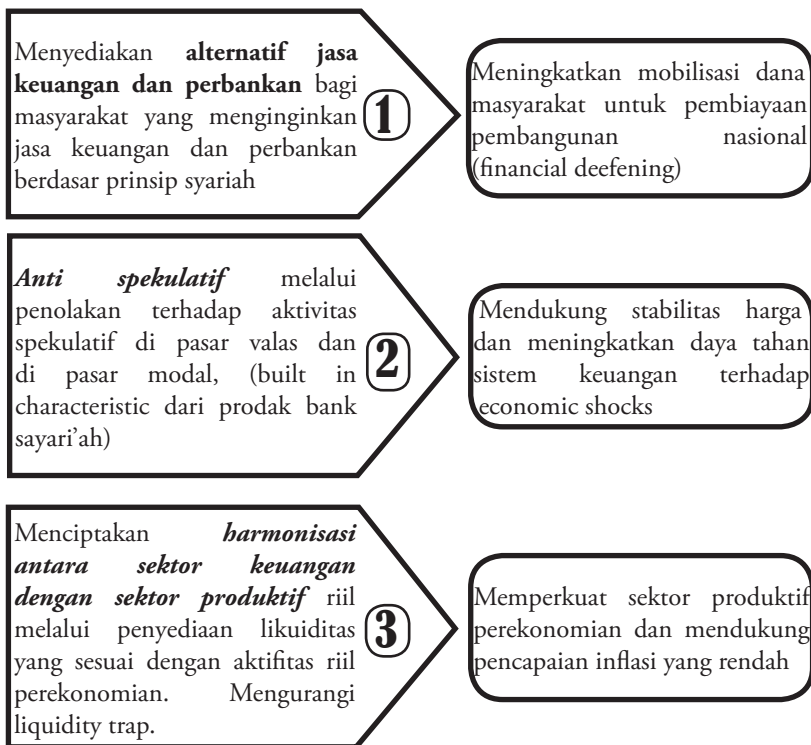 Menyediakan alternatif jasa
keuangan dan perbankan bagi
masyarakat yang menginginkan
jasa keuangan dan perbankan
berdasar prinsip syariah
1
Meningkatkan mobilisasi dana
masyarakat untuk pembiayaan
pembangunan nasional
(financial deefening)
Anti spekulatif melalui
penolakan terhadap aktivitas
spekulatif di pasar valas dan
di pasar modal, (built in
characteristic dari prodak bank
sayari’ah)
2
Mendukung stabilitas harga
dan meningkatkan daya tahan
sistem keuangan terhadap
economic shocks
Menciptakan harmonisasi
antara sektor keuangan
dengan sektor produktif riil
melalui penyediaan likuiditas
yang sesuai dengan aktifitas riil
perekonomian. Mengurangi
liquidity trap.
3
Memperkuat sektor produktif
perekonomian dan mendukung
pencapaian inflasi yang rendah